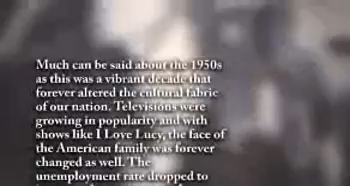 Much can be said about the 1950s
as this was a vibrant decade that
forever altered the cultural fabric
of our nation. Televisions were
growing in popularity and with
shows like I Love Lucy, the face of
the American family was forever
changed as well. The
unemployment rate dropped to